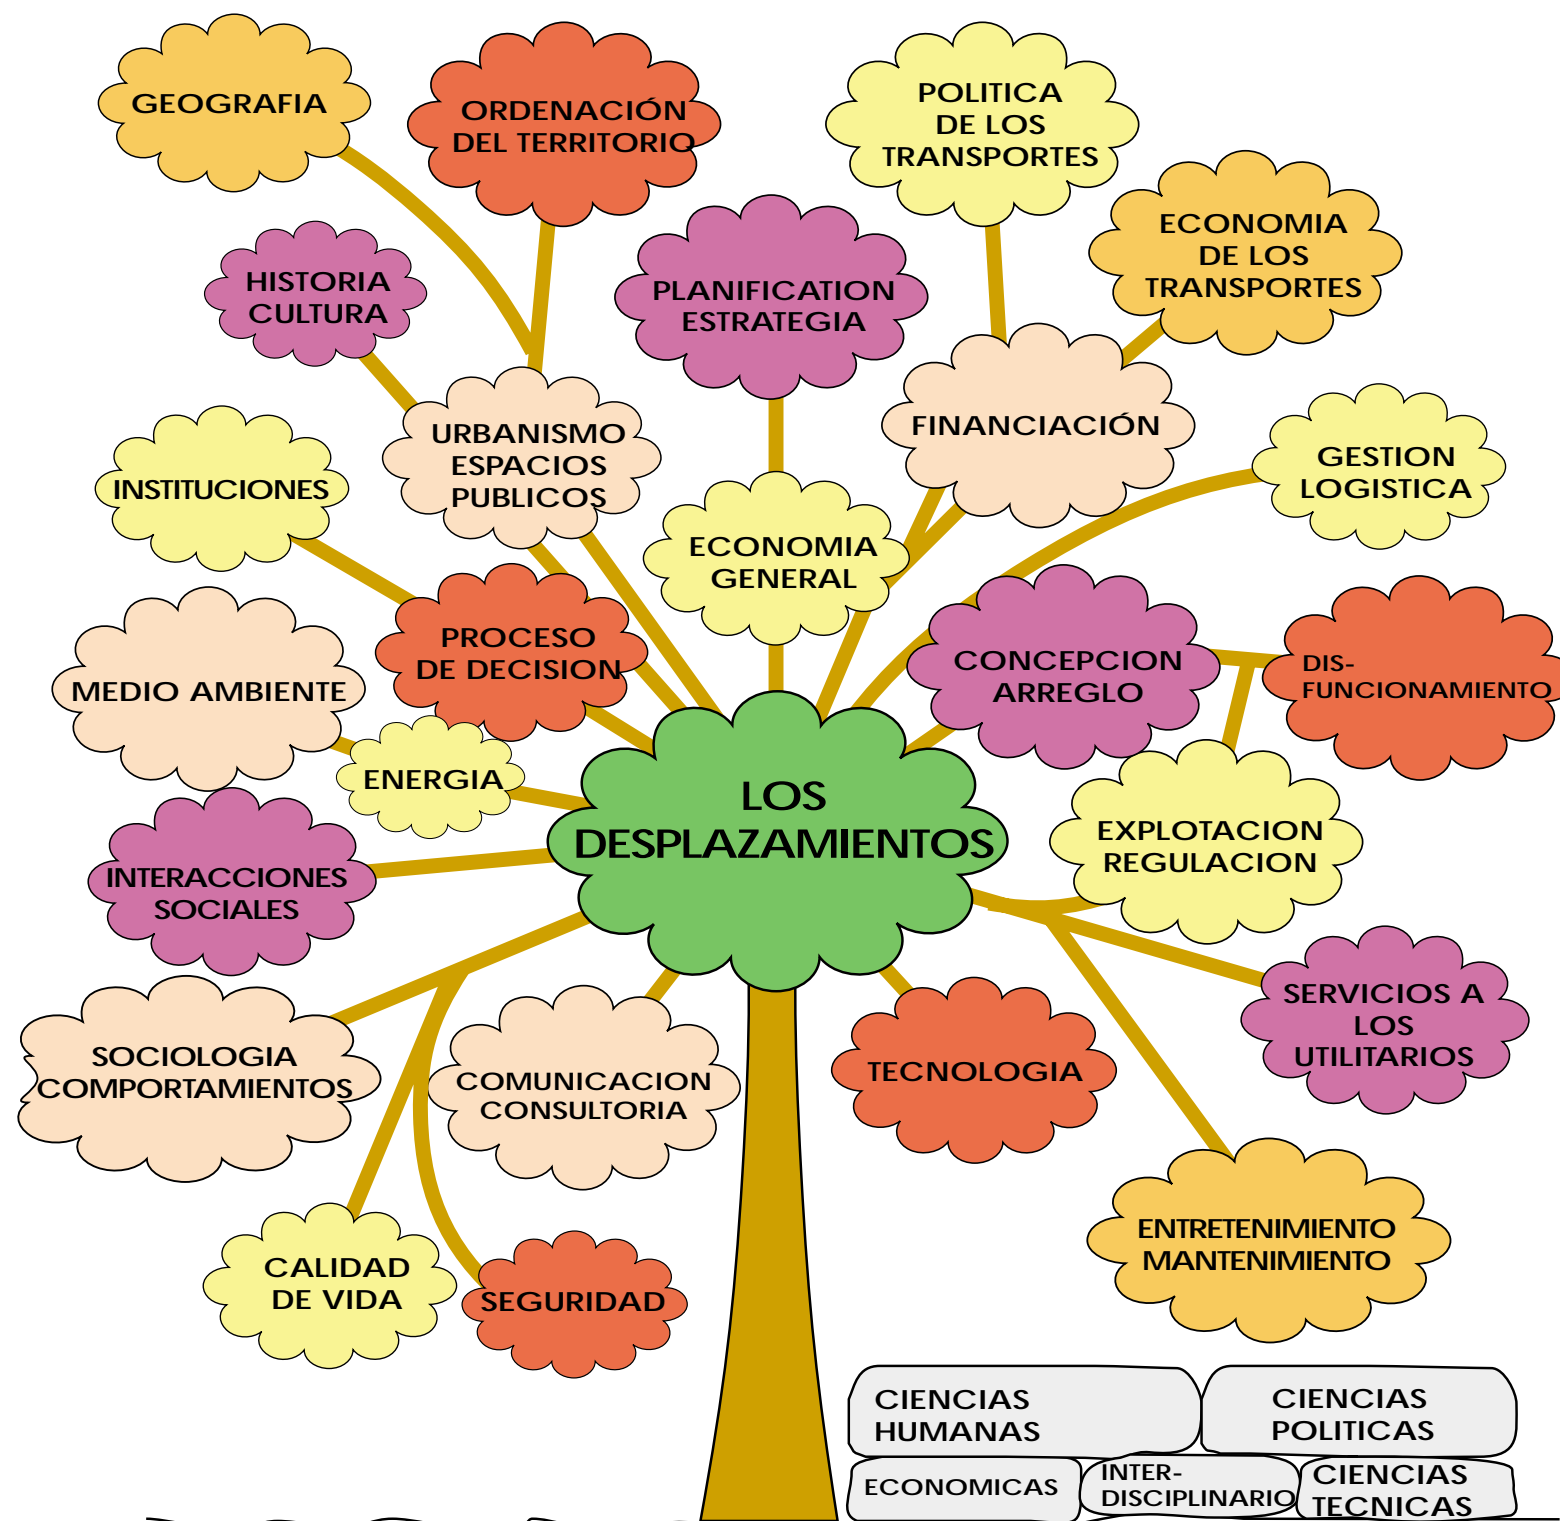 GEOGRAFIA
ORDENACIÓN
DEL TERRITORIO
POLITICA
DE LOS
TRANSPORTES
ECONOMIA
DE LOS
TRANSPORTES
HISTORIA
CULTURA
PLANIFICATION
ESTRATEGIA
URBANISMO
ESPACIOS
PUBLICOS
FINANCIACIÓN
GESTION
LOGISTICA
INSTITUCIONES
ECONOMIA
GENERAL
PROCESO
DE DECISION
CONCEPCION
ARREGLO
DIS-
FUNCIONAMIENTO
MEDIO AMBIENTE
ENERGIA
LOS
DESPLAZAMIENTOS
EXPLOTACION
REGULACION
INTERACCIONES
SOCIALES
SERVICIOS A
LOS
UTILITARIOS
SOCIOLOGIA
COMPORTAMIENTOS
COMUNICACION
CONSULTORIA
TECNOLOGIA
ENTRETENIMIENTO
MANTENIMIENTO
CALIDAD
DE VIDA
SEGURIDAD
CIENCIAS
HUMANAS
CIENCIAS
POLITICAS
ECONOMICAS
INTER-
DISCIPLINARIO
CIENCIAS
TECNICAS